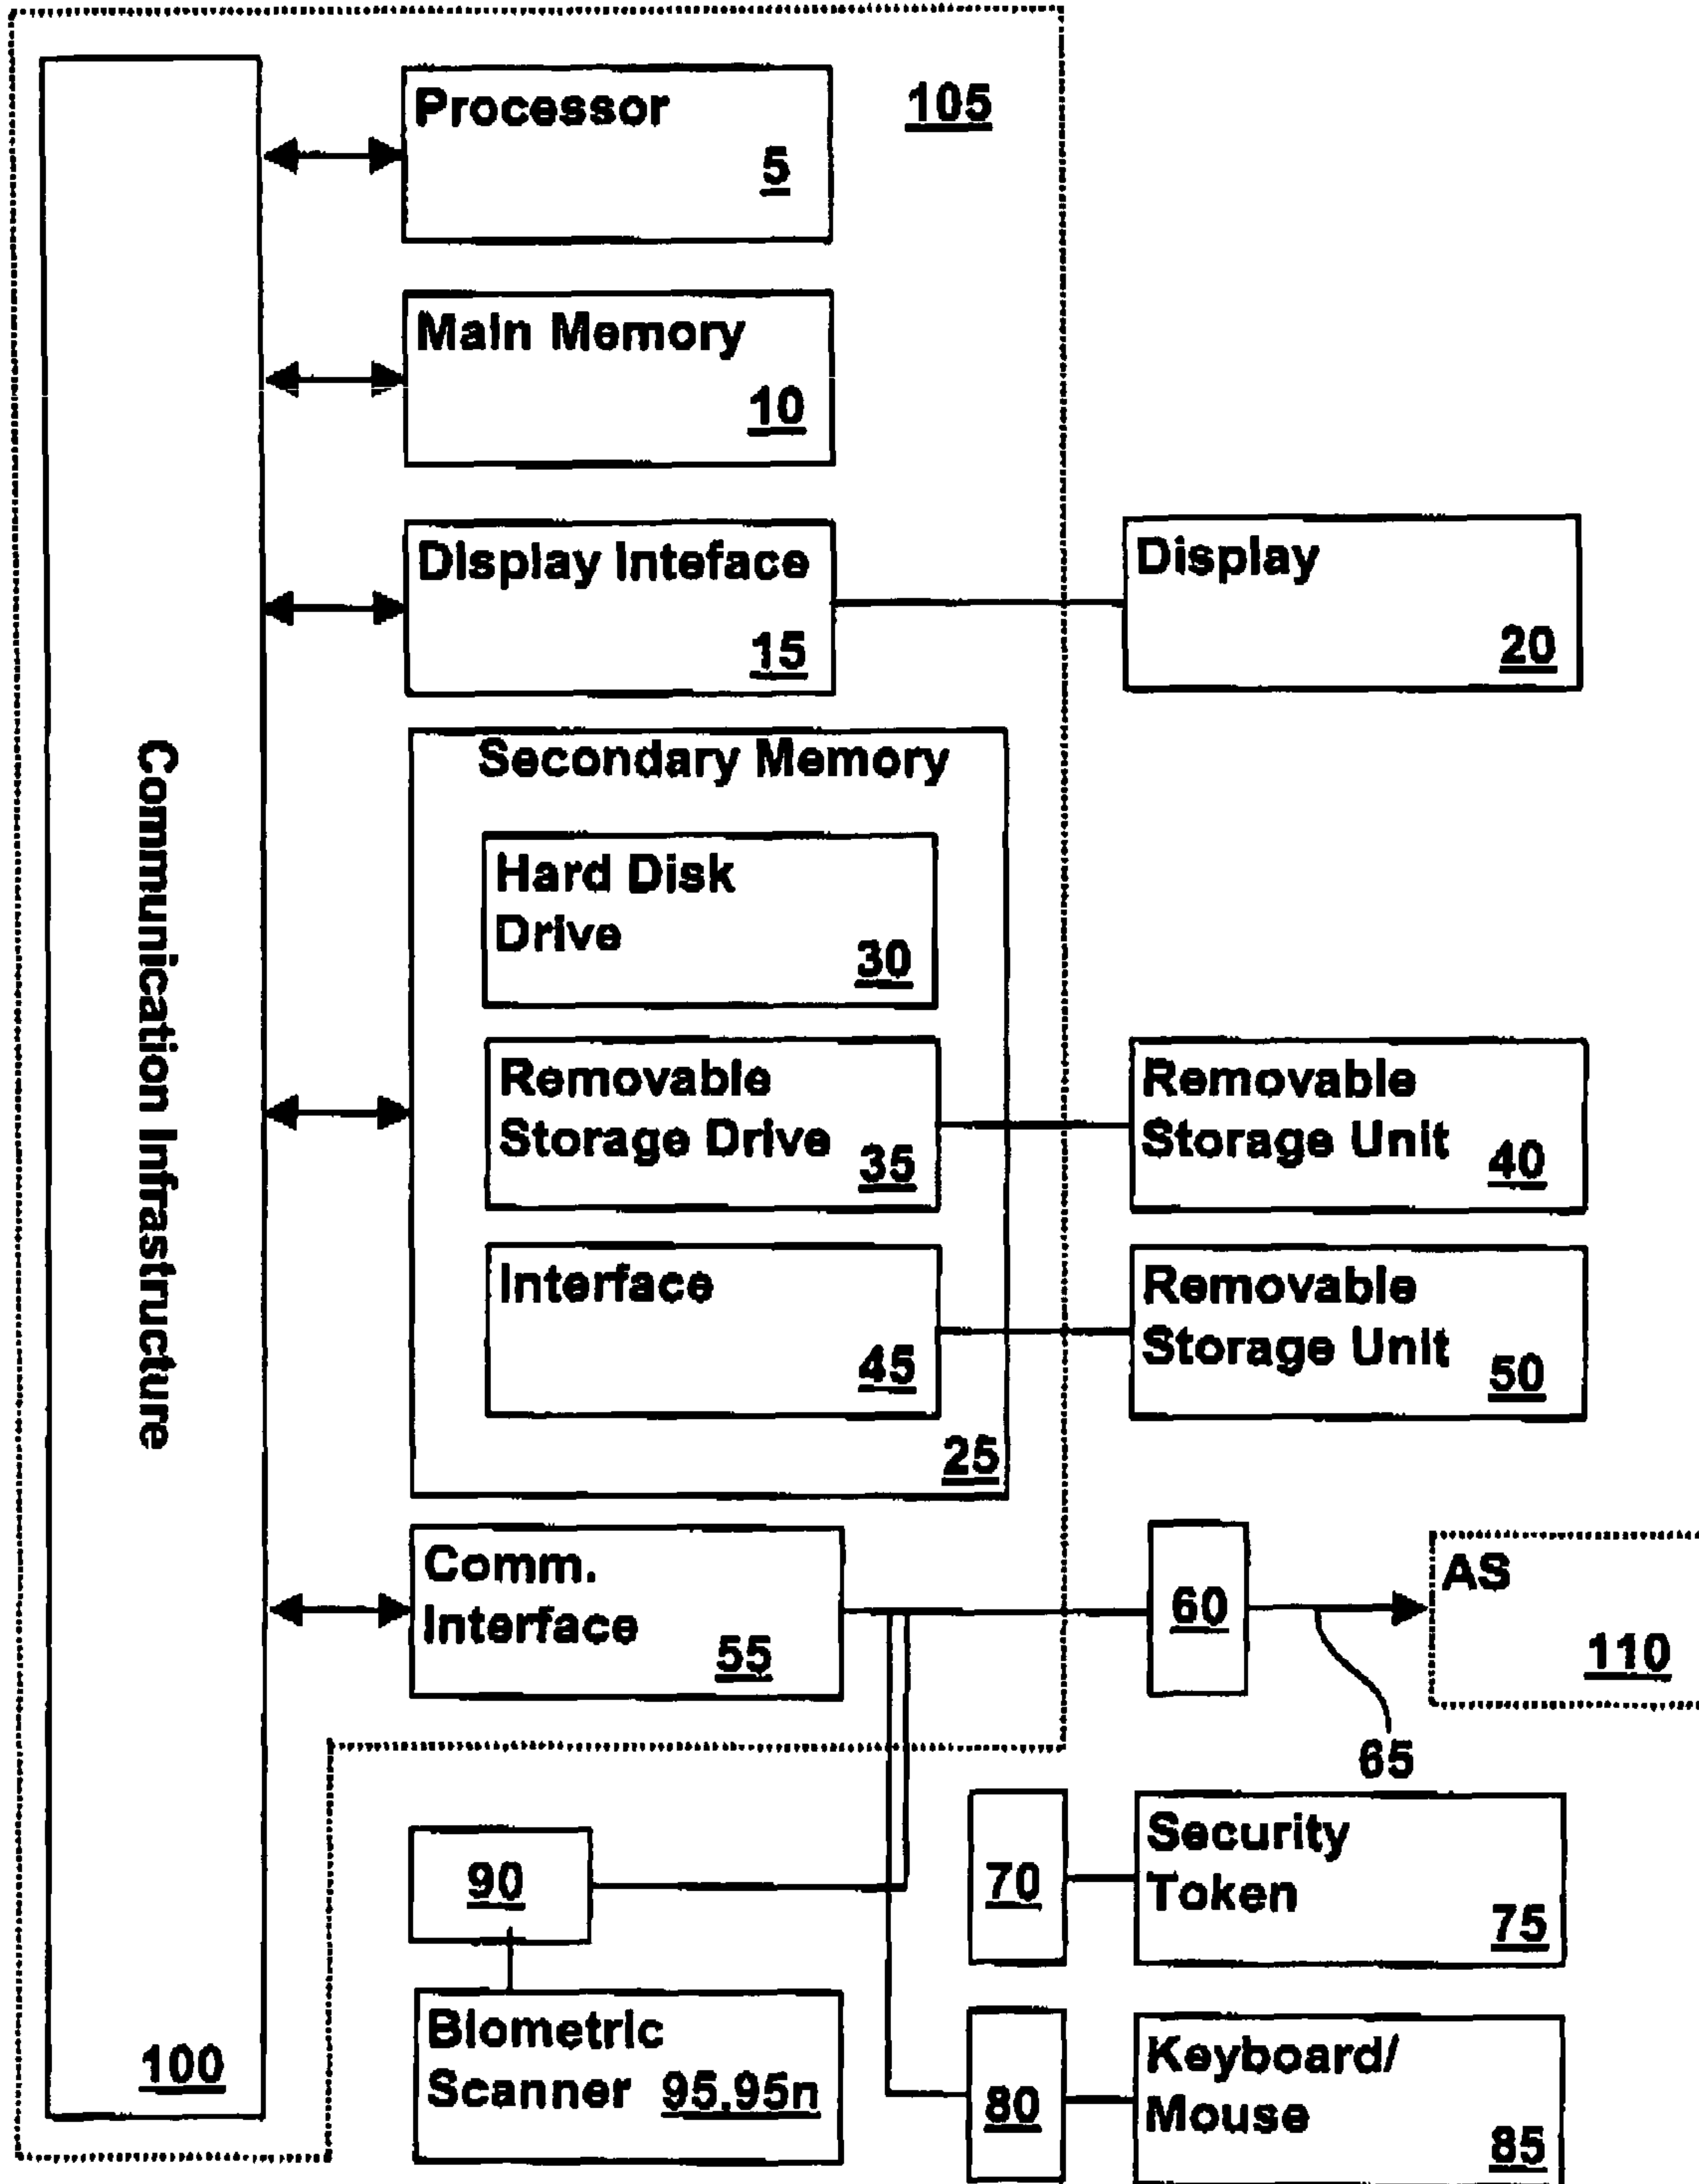 Processor
5
105
Main Memory
10
Display Inteface
15
Display
20
Communication Infrastructure
100
Secondary Memory
Hard Disk
Drive
30
Removable
Storage Drive
35
Removable
Storage Unit
40
Interface
45
Removable
Storage Unit
50
25
Comm.
Interface
55
60
AS
110
65
90
70
Security
Token
75
Biometric
Scanner 95,95n
80
Keyboard/
Mouse
85